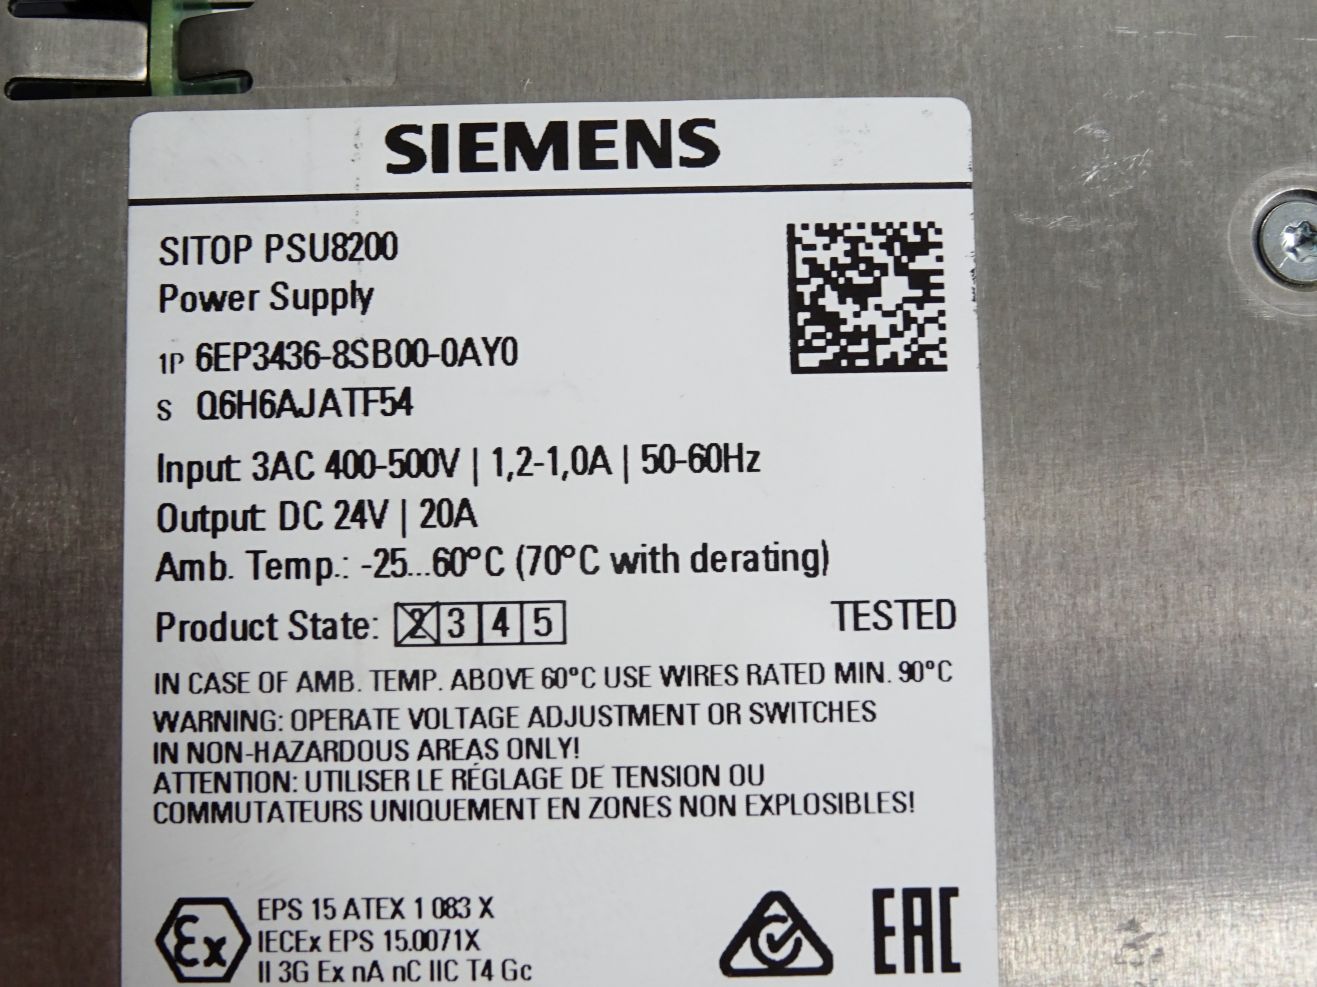 SIEMENS
SITOP PSU8200
Power Supply
1P 6EP3436-8SB00-0AY0
S Q6H6AJATF54
Input: 3AC 400-500V | 1,2-1,0A | 50-60Hz
Output: DC 24V | 20A
Amb. Temp.: -25...60°C (70°C with derating)
Product State: 2 3 4 5 TESTED
IN CASE OF AMB. TEMP. ABOVE 60°C USE WIRES RATED MIN. 90°C
WARNING: OPERATE VOLTAGE ADJUSTMENT OR SWITCHES
IN NON-HAZARDOUS AREAS ONLY!
ATTENTION: UTILISER LE RÉGLAGE DE TENSION OU
COMMUTATEURS UNIQUEMENT EN ZONES NON EXPLOSIBLES!
Ex EPS 15 ATEX 1 083 X
IECEx EPS 15.0071X
II 3G Ex nA nC IIC T4 Gc
EAC